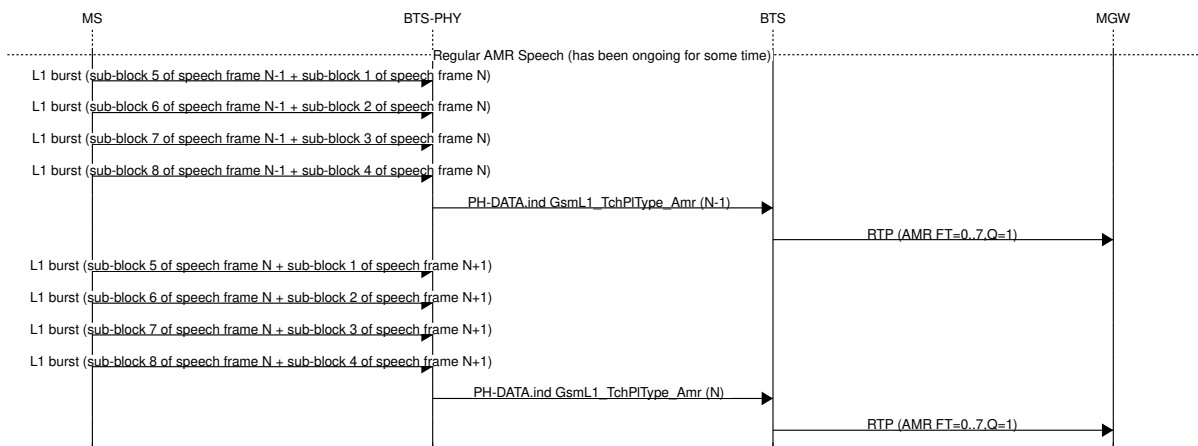 MS BTS-PHY BTS MGW
Regular AMR Speech (has been ongoing for some time)
L1 burst (sub-block 5 of speech frame N-1 + sub-block 1 of speech frame N)
L1 burst (sub-block 6 of speech frame N-1 + sub-block 2 of speech frame N)
L1 burst (sub-block 7 of speech frame N-1 + sub-block 3 of speech frame N)
L1 burst (sub-block 8 of speech frame N-1 + sub-block 4 of speech frame N)
PH-DATA.ind GsmL1_TchPlType_Amr (N-1)
RTP (AMR FT=0..7,Q=1)
L1 burst (sub-block 5 of speech frame N + sub-block 1 of speech frame N+1)
L1 burst (sub-block 6 of speech frame N + sub-block 2 of speech frame N+1)
L1 burst (sub-block 7 of speech frame N + sub-block 3 of speech frame N+1)
L1 burst (sub-block 8 of speech frame N + sub-block 4 of speech frame N+1)
PH-DATA.ind GsmL1_TchPlType_Amr (N)
RTP (AMR FT=0..7,Q=1)